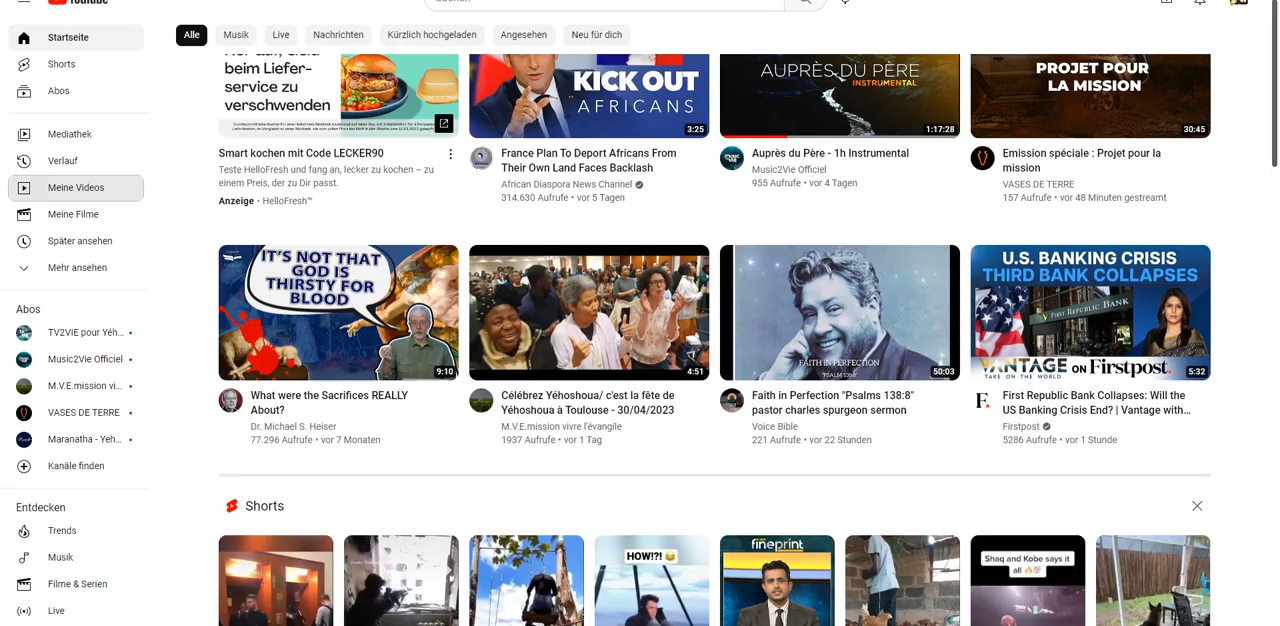 YouTube
Suchen
Startseite
Shorts
Abos
Mediathek
Verlauf
Meine Videos
Meine Filme
Später ansehen
Mehr ansehen
Abos
TV2VIE pour Yéh...
Music2Vie Officiel
M.V.E.mission vi...
VASES DE TERRE
Maranatha - Yeh...
Kanäle finden
Entdecken
Trends
Musik
Filme & Serien
Live
Alle
Musik
Live
Nachrichten
Kürzlich hochgeladen
Angesehen
Neu für dich
beim Liefer-
service zu
verschwenden
Smart kochen mit Code LECKER90
Teste HelloFresh und fang an, lecker zu kochen – zu
einem Preis, der zu Dir passt.
Anzeige • HelloFresh™
KICK OUT
AFRICANS
3:25
France Plan To Deport Africans From
Their Own Land Faces Backlash
African Diaspora News Channel
314.630 Aufrufe • vor 5 Tagen
AUPRÈS DU PÈRE
INSTRUMENTAL
1:17:28
Auprès du Père - 1h Instrumental
Music2Vie Officiel
955 Aufrufe • vor 4 Tagen
PROJET POUR
LA MISSION
30:45
Emission spéciale : Projet pour la
mission
VASES DE TERRE
157 Aufrufe • vor 48 Minuten gestreamt
IT'S NOT THAT
GOD IS
THIRSTY FOR
BLOOD
9:10
What were the Sacrifices REALLY
About?
Dr. Michael S. Heiser
77.296 Aufrufe • vor 7 Monaten
4:51
Célébrez Yéhoshoua/ c'est la fête de
Yéhoshoua à Toulouse - 30/04/2023
M.V.E.mission vivre l'évangile
1937 Aufrufe • vor 1 Tag
FAITH IN PERFECTION
"PSALM 138:8"
50:03
Faith in Perfection "Psalms 138:8"
pastor charles spurgeon sermon
Voice Bible
221 Aufrufe • vor 22 Stunden
U.S. BANKING CRISIS
THIRD BANK COLLAPSES
FIRST REPUBLIC BANK
VANTAGE
TAKE ON THE WORLD
ON Firstpost.
5:32
F.
First Republic Bank Collapses: Will the
US Banking Crisis End? | Vantage with...
Firstpost
5286 Aufrufe • vor 1 Stunde
Shorts
HOW!?!
fineprint
Shaq and Kobe says it
all